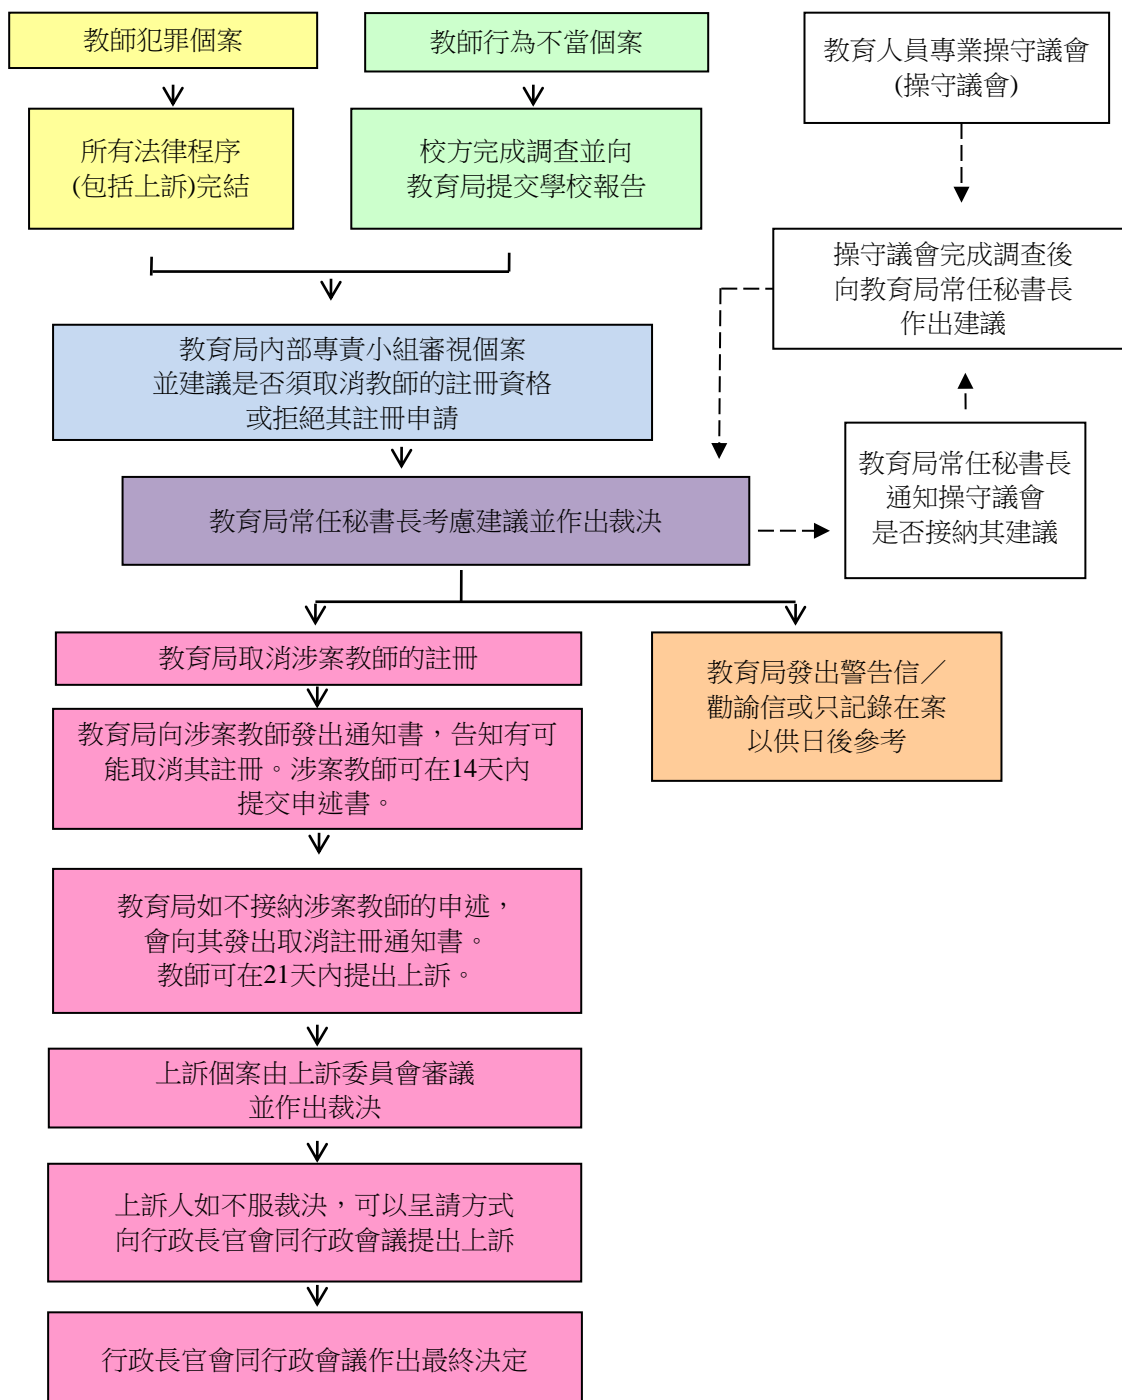 教師犯罪個案
教師行為不當個案
教育人員專業操守議會
(操守議會)
所有法律程序
(包括上訴)完結
校方完成調查並向
教育局提交學校報告
操守議會完成調查後
向教育局常任秘書長
作出建議
教育局內部專責小組審視個案
並建議是否須取消教師的註冊資格
或拒絕其註冊申請
教育局常任秘書長
通知操守議會
是否接納其建議
教育局常任秘書長考慮建議並作出裁決
教育局取消涉案教師的註冊
教育局發出警告信／
勸諭信或只記錄在案
以供日後參考
教育局向涉案教師發出通知書，告知有可
能取消其註冊。涉案教師可在14天內
提交申述書。
教育局如不接納涉案教師的申述，
會向其發出取消註冊通知書。
教師可在21天內提出上訴。
上訴個案由上訴委員會審議
並作出裁決
上訴人如不服裁決，可以呈請方式
向行政長官會同行政會議提出上訴
行政長官會同行政會議作出最終決定